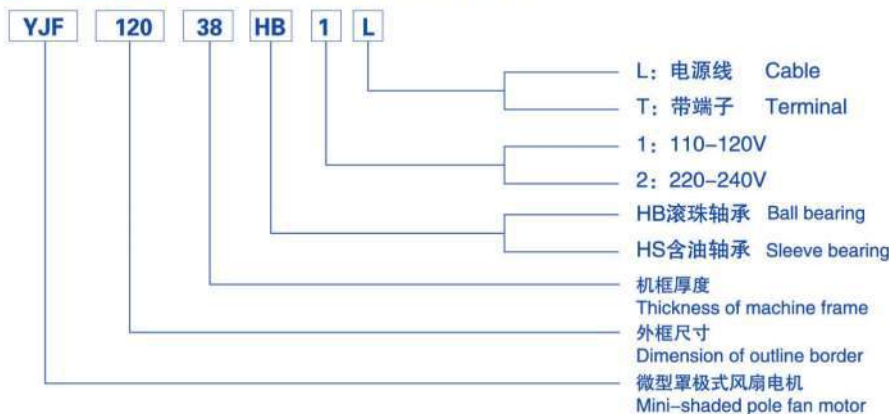 YJF 120 38 HB 1 L
L：电源线 Cable
T：带端子 Terminal
1：110–120V
2：220–240V
HB滚珠轴承 Ball bearing
HS含油轴承 Sleeve bearing
机框厚度
Thickness of machine frame
外框尺寸
Dimension of outline border
微型罩极式风扇电机
Mini–shaded pole fan motor